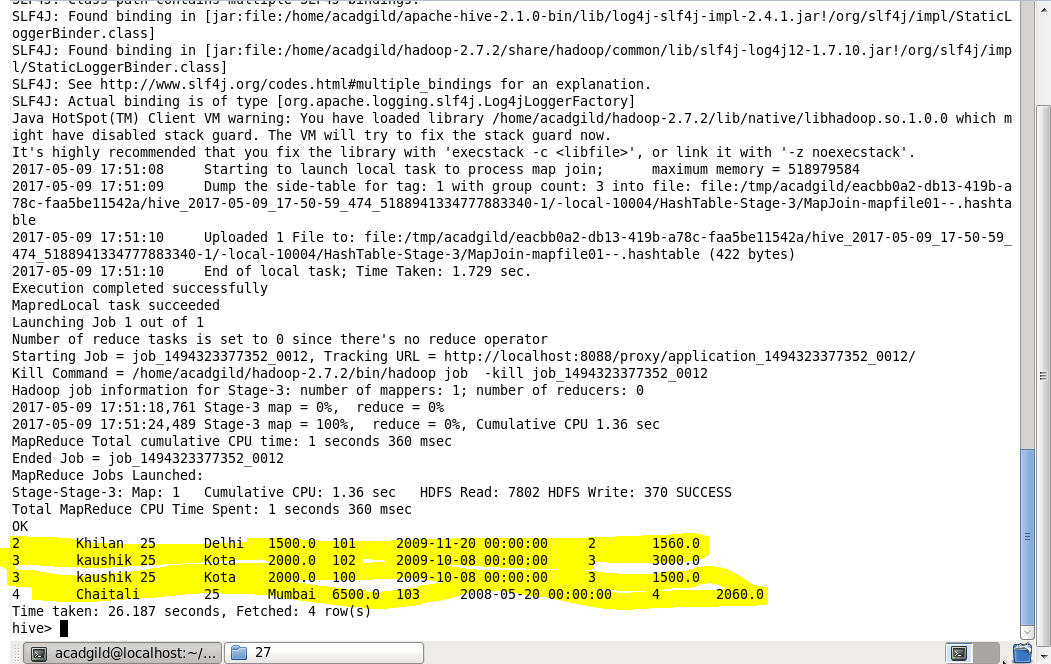 SLF4J: Class path contains multiple SLF4J bindings.
SLF4J: Found binding in [jar:file:/home/acadgild/apache-hive-2.1.0-bin/lib/log4j-slf4j-impl-2.4.1.jar!/org/slf4j/impl/StaticL
oggerBinder.class]
SLF4J: Found binding in [jar:file:/home/acadgild/hadoop-2.7.2/share/hadoop/common/lib/slf4j-log4j12-1.7.10.jar!/org/slf4j/imp
l/StaticLoggerBinder.class]
SLF4J: See http://www.slf4j.org/codes.html#multiple_bindings for an explanation.
SLF4J: Actual binding is of type [org.apache.logging.slf4j.Log4jLoggerFactory]
Java HotSpot(TM) Client VM warning: You have loaded library /home/acadgild/hadoop-2.7.2/lib/native/libhadoop.so.1.0.0 which m
ight have disabled stack guard. The VM will try to fix the stack guard now.
It's highly recommended that you fix the library with 'execstack -c <libfile>', or link it with '-z noexecstack'.
2017-05-09 17:51:08     Starting to launch local task to process map join;      maximum memory = 518979584
2017-05-09 17:51:09     Dump the side-table for tag: 1 with group count: 3 into file: file:/tmp/acadgild/eacbb0a2-db13-419b-a
78c-faa5be11542a/hive_2017-05-09_17-50-59_474_5188941334777883340-1/-local-10004/HashTable-Stage-3/MapJoin-mapfile01--.hashta
ble
2017-05-09 17:51:10     Uploaded 1 File to: file:/tmp/acadgild/eacbb0a2-db13-419b-a78c-faa5be11542a/hive_2017-05-09_17-50-59_
474_5188941334777883340-1/-local-10004/HashTable-Stage-3/MapJoin-mapfile01--.hashtable (422 bytes)
2017-05-09 17:51:10     End of local task; Time Taken: 1.729 sec.
Execution completed successfully
MapredLocal task succeeded
Launching Job 1 out of 1
Number of reduce tasks is set to 0 since there's no reduce operator
Starting Job = job_1494323377352_0012, Tracking URL = http://localhost:8088/proxy/application_1494323377352_0012/
Kill Command = /home/acadgild/hadoop-2.7.2/bin/hadoop job  -kill job_1494323377352_0012
Hadoop job information for Stage-3: number of mappers: 1; number of reducers: 0
2017-05-09 17:51:18,761 Stage-3 map = 0%,  reduce = 0%
2017-05-09 17:51:24,489 Stage-3 map = 100%,  reduce = 0%, Cumulative CPU 1.36 sec
MapReduce Total cumulative CPU time: 1 seconds 360 msec
Ended Job = job_1494323377352_0012
MapReduce Jobs Launched:
Stage-Stage-3: Map: 1   Cumulative CPU: 1.36 sec   HDFS Read: 7802 HDFS Write: 370 SUCCESS
Total MapReduce CPU Time Spent: 1 seconds 360 msec
OK
2       Khilan  25      Delhi   1500.0  101     2009-11-20 00:00:00     2       1560.0
3       kaushik 25      Kota    2000.0  102     2009-10-08 00:00:00     3       3000.0
3       kaushik 25      Kota    2000.0  100     2009-10-08 00:00:00     3       1500.0
4       Chaitali        25      Mumbai  6500.0  103     2008-05-20 00:00:00     4       2060.0
Time taken: 26.187 seconds, Fetched: 4 row(s)
hive>
acadgild@localhost:~/... 27